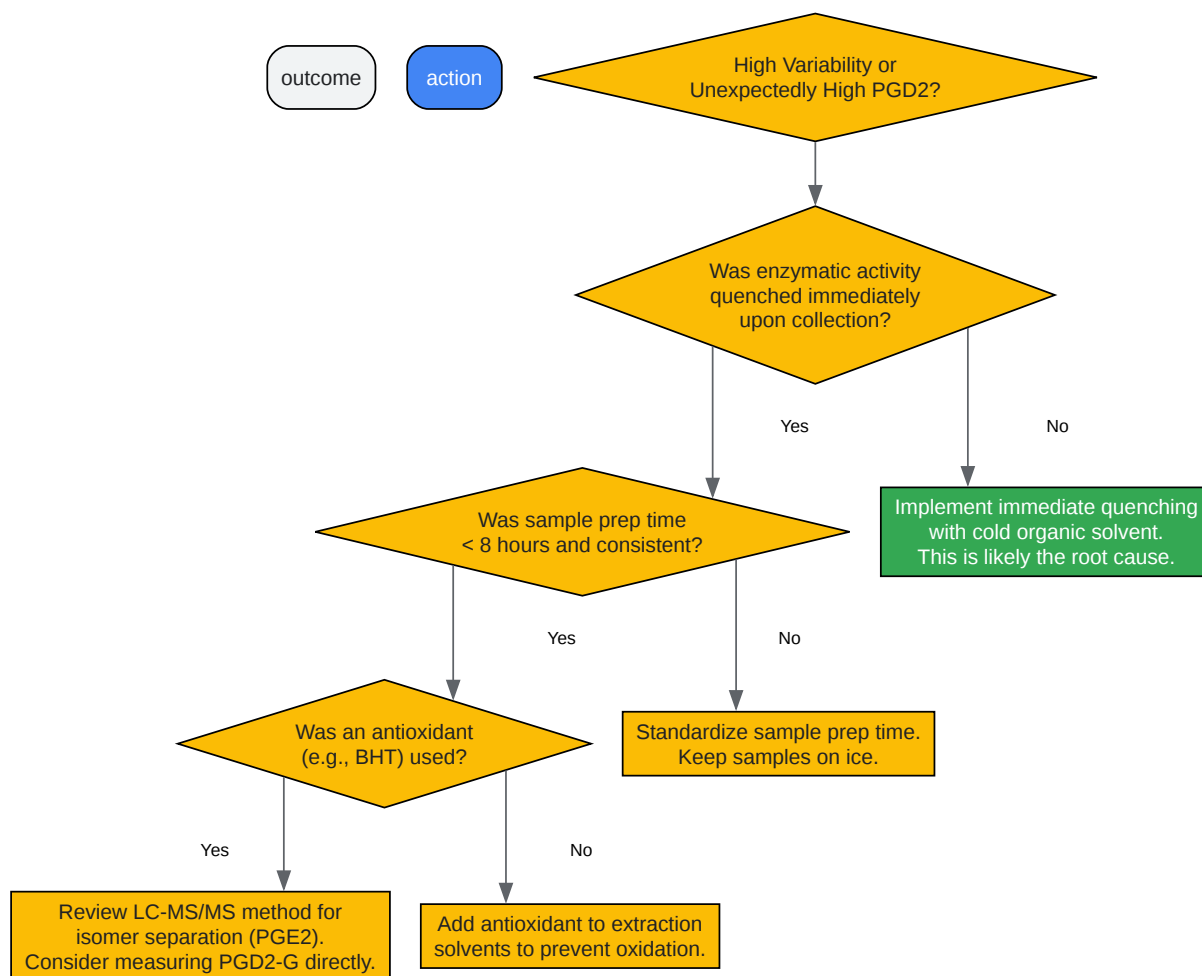 outcome
action
High Variability or
Unexpectedly High PGD2?
Was enzymatic activity
quenched immediately
upon collection?
Yes
No
Implement immediate quenching
with cold organic solvent.
This is likely the root cause.
Was sample prep time
< 8 hours and consistent?
Yes
No
Standardize sample prep time.
Keep samples on ice.
Was an antioxidant
(e.g., BHT) used?
Yes
No
Review LC-MS/MS method for
isomer separation (PGE2).
Consider measuring PGD2-G directly.
Add antioxidant to extraction
solvents to prevent oxidation.